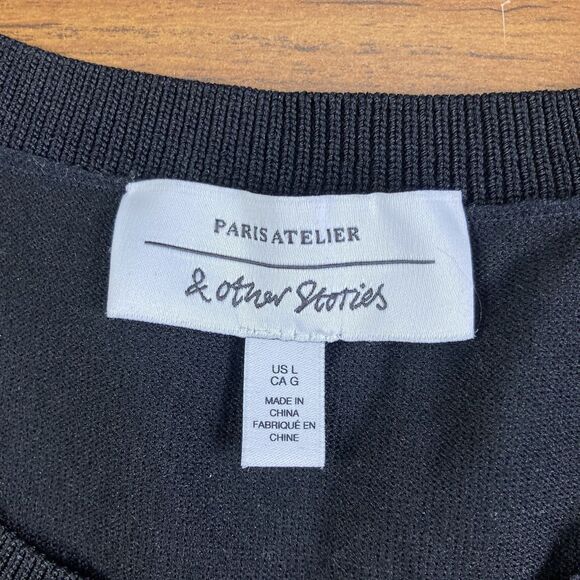 PARIS ATELIER
& other Stories
US L
CA G
MADE IN
CHINA
FABRIQUÉ EN
CHINE